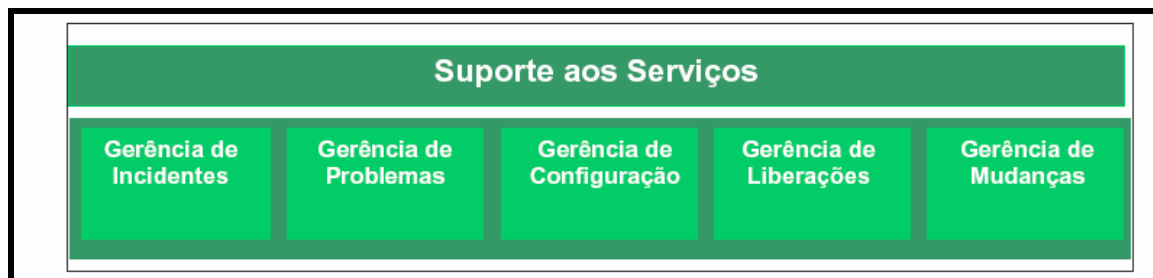 Suporte aos Serviços
Gerência de
Incidentes
Gerência de
Problemas
Gerência de
Configuração
Gerência de
Liberações
Gerência de
Mudanças